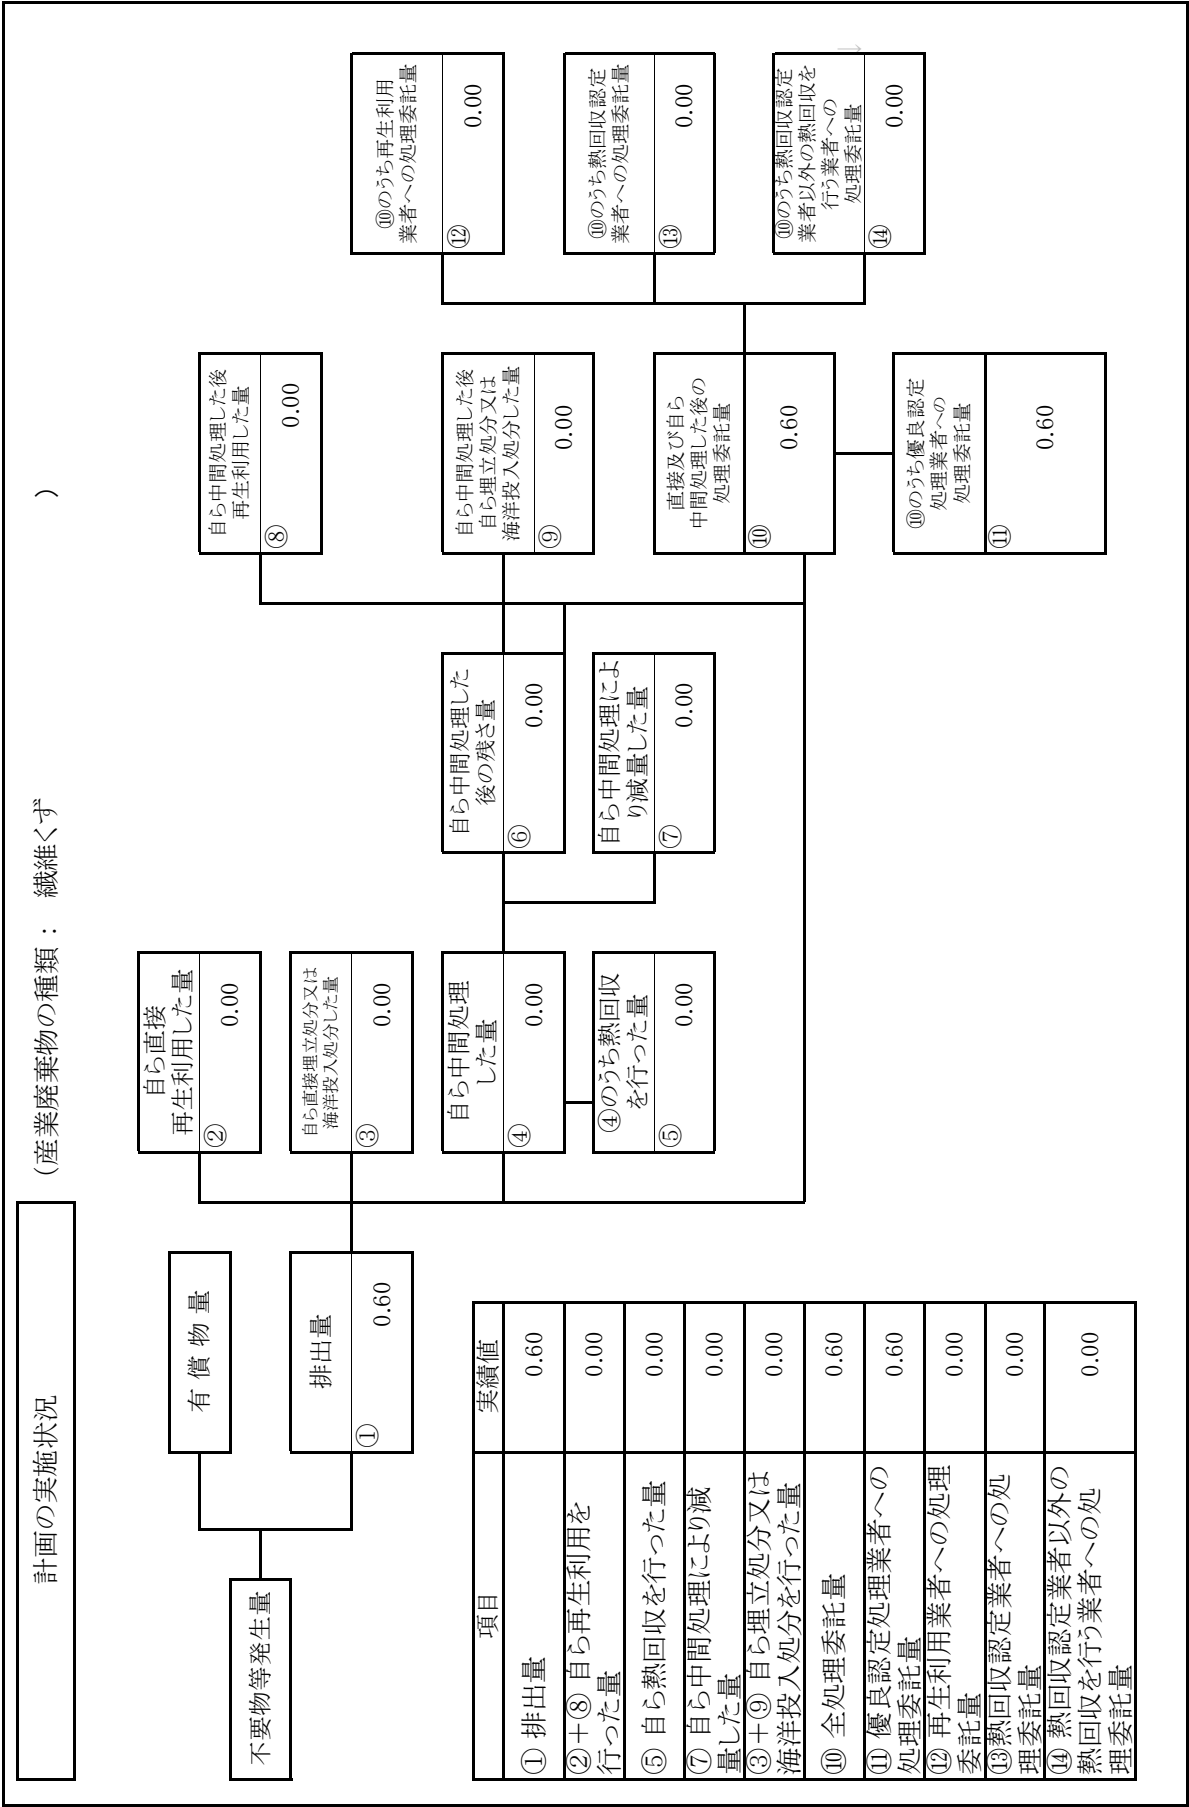 計画の実施状況
(産業廃棄物の種類： 繊維くず )
不要物等発生量
有 償 物 量
排出量
① 0.60
自ら直接
再生利用した量
② 0.00
自ら直接埋立処分又は
海洋投入処分した量
③ 0.00
自ら中間処理
した量
④ 0.00
④のうち熱回収
を行った量
⑤ 0.00
自ら中間処理した
後の残さ量
⑥ 0.00
自ら中間処理によ
り減量した量
⑦ 0.00
自ら中間処理した後
再生利用した量
⑧ 0.00
自ら中間処理した後
自ら埋立処分又は
海洋投入処分した量
⑨ 0.00
直接及び自ら
中間処理した後の
処理委託量
⑩ 0.60
⑩のうち優良認定
処理業者への
処理委託量
⑪ 0.60
⑩のうち再生利用
業者への処理委託量
⑫ 0.00
⑩のうち熱回収認定
業者への処理委託量
⑬ 0.00
⑩のうち熱回収認定
業者以外の熱回収を
行う業者への
処理委託量
⑭ 0.00
項目 実績値
① 排出量 0.60
②＋⑧ 自ら再生利用を
行った量 0.00
⑤ 自ら熱回収を行った量 0.00
⑦ 自ら中間処理により減
量した量 0.00
③＋⑨ 自ら埋立処分又は
海洋投入処分を行った量 0.00
⑩ 全処理委託量 0.60
⑪ 優良認定処理業者への
処理委託量 0.60
⑫ 再生利用業者への処理
委託量 0.00
⑬熱回収認定業者への処
理委託量 0.00
⑭ 熱回収認定業者以外の
熱回収を行う業者への処
理委託量 0.00